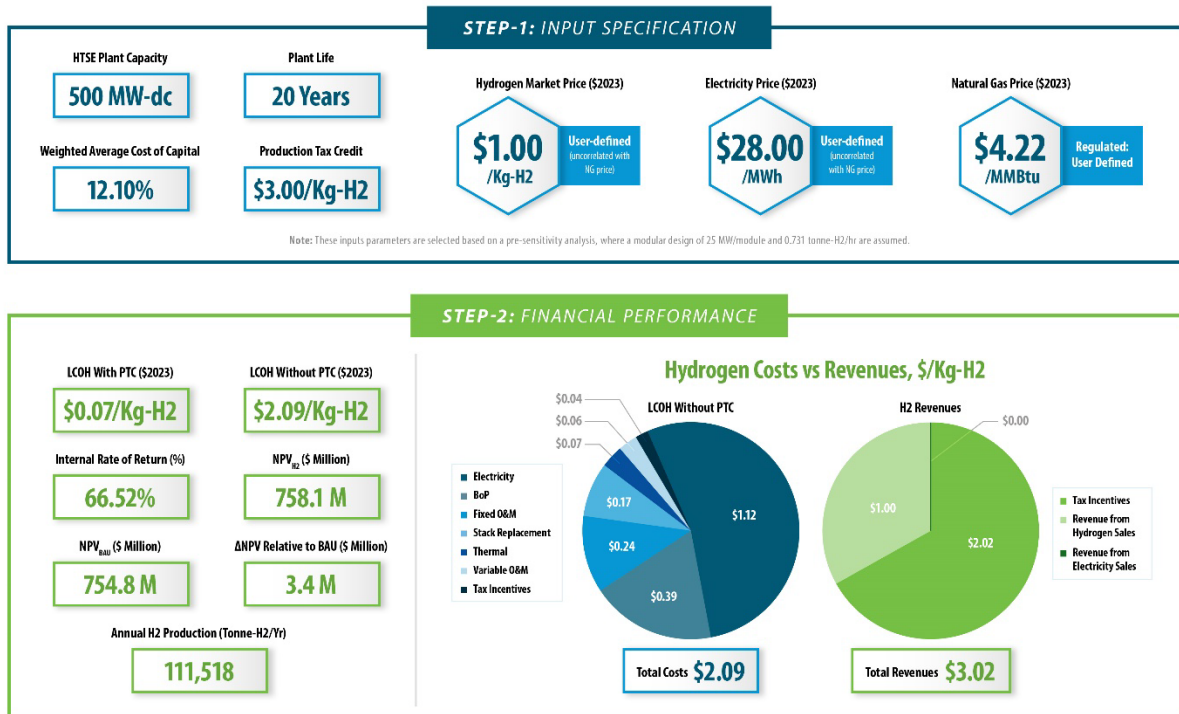 STEP-1: INPUT SPECIFICATION
HTSE Plant Capacity
500 MW-dc
Plant Life
20 Years
Weighted Average Cost of Capital
12.10%
Production Tax Credit
$3.00/Kg-H2
Hydrogen Market Price ($2023)
$1.00
/Kg-H2
User-defined
(uncorrelated with
NG price)
Electricity Price ($2023)
$28.00
/MWh
User-defined
(uncorrelated
with NG price)
Natural Gas Price ($2023)
$4.22
/MMBtu
Regulated:
User Defined
Note: These inputs parameters are selected based on a pre-sensitivity analysis, where a modular design of 25 MW/module and 0.731 tonne-H2/hr are assumed.
STEP-2: FINANCIAL PERFORMANCE
LCOH With PTC ($2023)
$0.07/Kg-H2
LCOH Without PTC ($2023)
$2.09/Kg-H2
Internal Rate of Return (%)
66.52%
NPV H2 ($ Million)
758.1 M
NPV BAU ($ Million)
754.8 M
ΔNPV Relative to BAU ($ Million)
3.4 M
Annual H2 Production (Tonne-H2/Yr)
111,518
Hydrogen Costs vs Revenues, $/Kg-H2
LCOH Without PTC
$0.04
$0.06
$0.07
$0.17
$0.24
$0.39
$1.12
Electricity
BoP
Fixed O&M
Stack Replacement
Thermal
Variable O&M
Tax Incentives
Total Costs $2.09
H2 Revenues
$0.00
$1.00
$2.02
Tax Incentives
Revenue from
Hydrogen Sales
Revenue from
Electricity Sales
Total Revenues $3.02